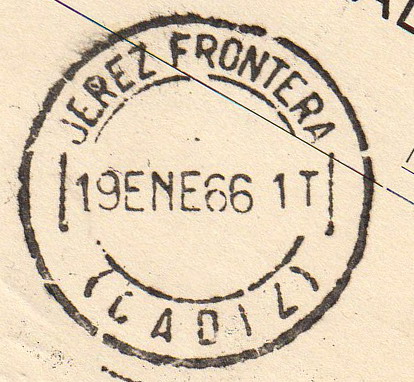 JEREZ FRONTERA
19ENE66 1T
(CADIZ)